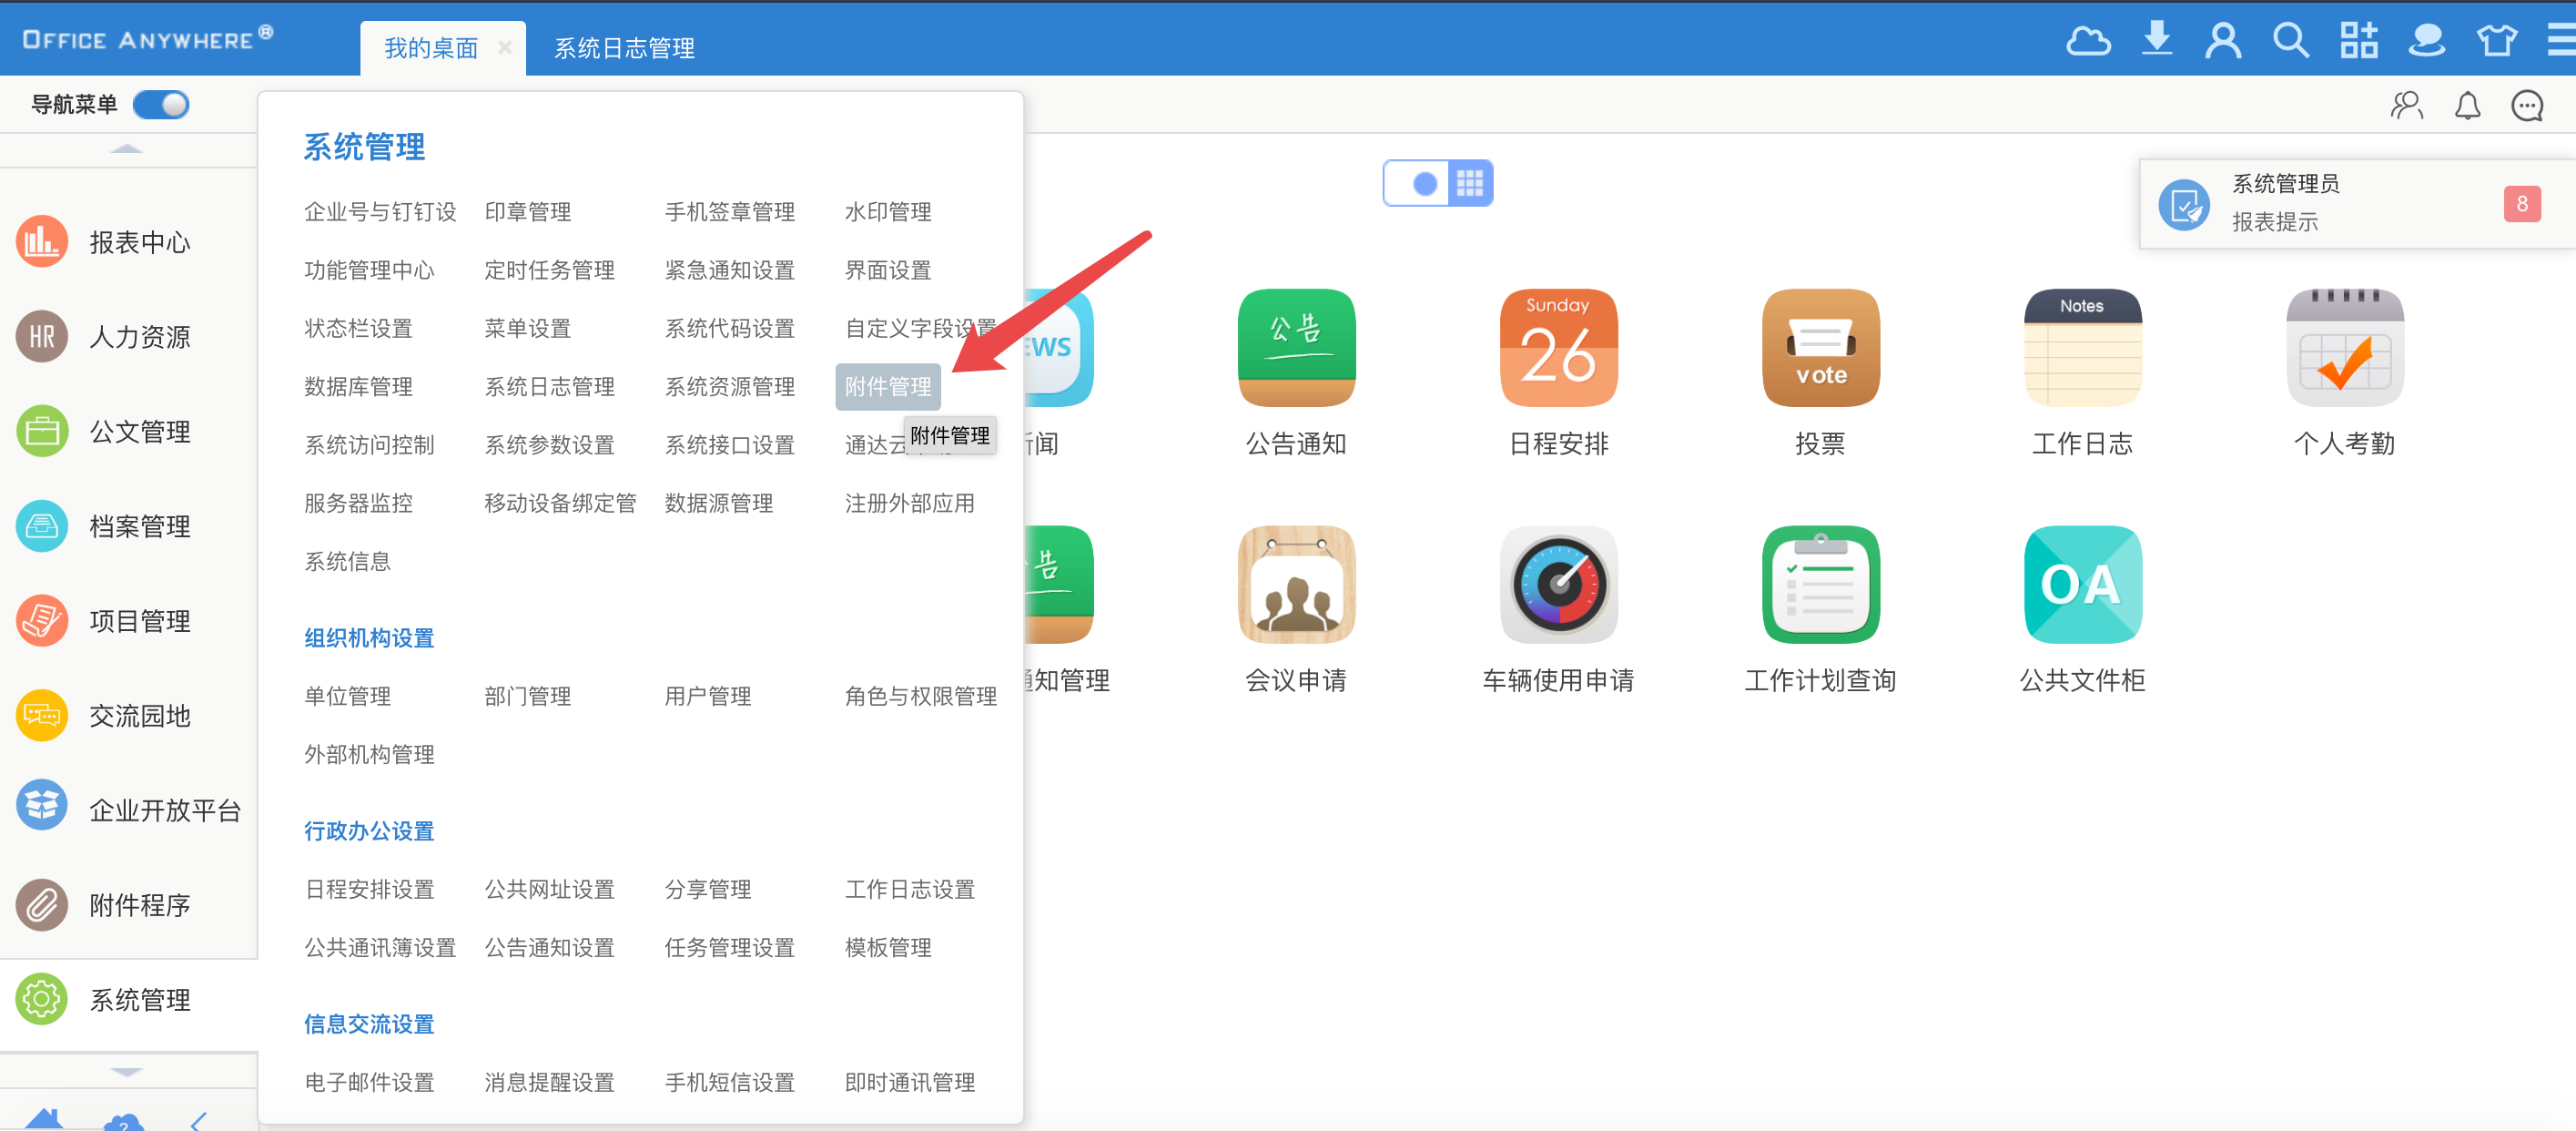 OFFICE ANYWHERE®
我的桌面
系统日志管理
导航菜单
报表中心
人力资源
公文管理
档案管理
项目管理
交流园地
企业开放平台
附件程序
系统管理
系统管理
企业号与钉钉设 印章管理 手机签章管理 水印管理
功能管理中心 定时任务管理 紧急通知设置 界面设置
状态栏设置 菜单设置 系统代码设置 自定义字段设置
数据库管理 系统日志管理 系统资源管理 附件管理
附件管理
系统访问控制 系统参数设置 系统接口设置 通达云
服务器监控 移动设备绑定管 数据源管理 注册外部应用
系统信息
组织机构设置
单位管理 部门管理 用户管理 角色与权限管理
外部机构管理
行政办公设置
日程安排设置 公共网址设置 分享管理 工作日志设置
公共通讯簿设置 公告通知设置 任务管理设置 模板管理
信息交流设置
电子邮件设置 消息提醒设置 手机短信设置 即时通讯管理
系统管理员
报表提示
8
HR
EWS
公告
Sunday
26
vote
Notes
闻 公告通知 日程安排 投票 工作日志 个人考勤
告
OA
知管理 会议申请 车辆使用申请 工作计划查询 公共文件柜
?